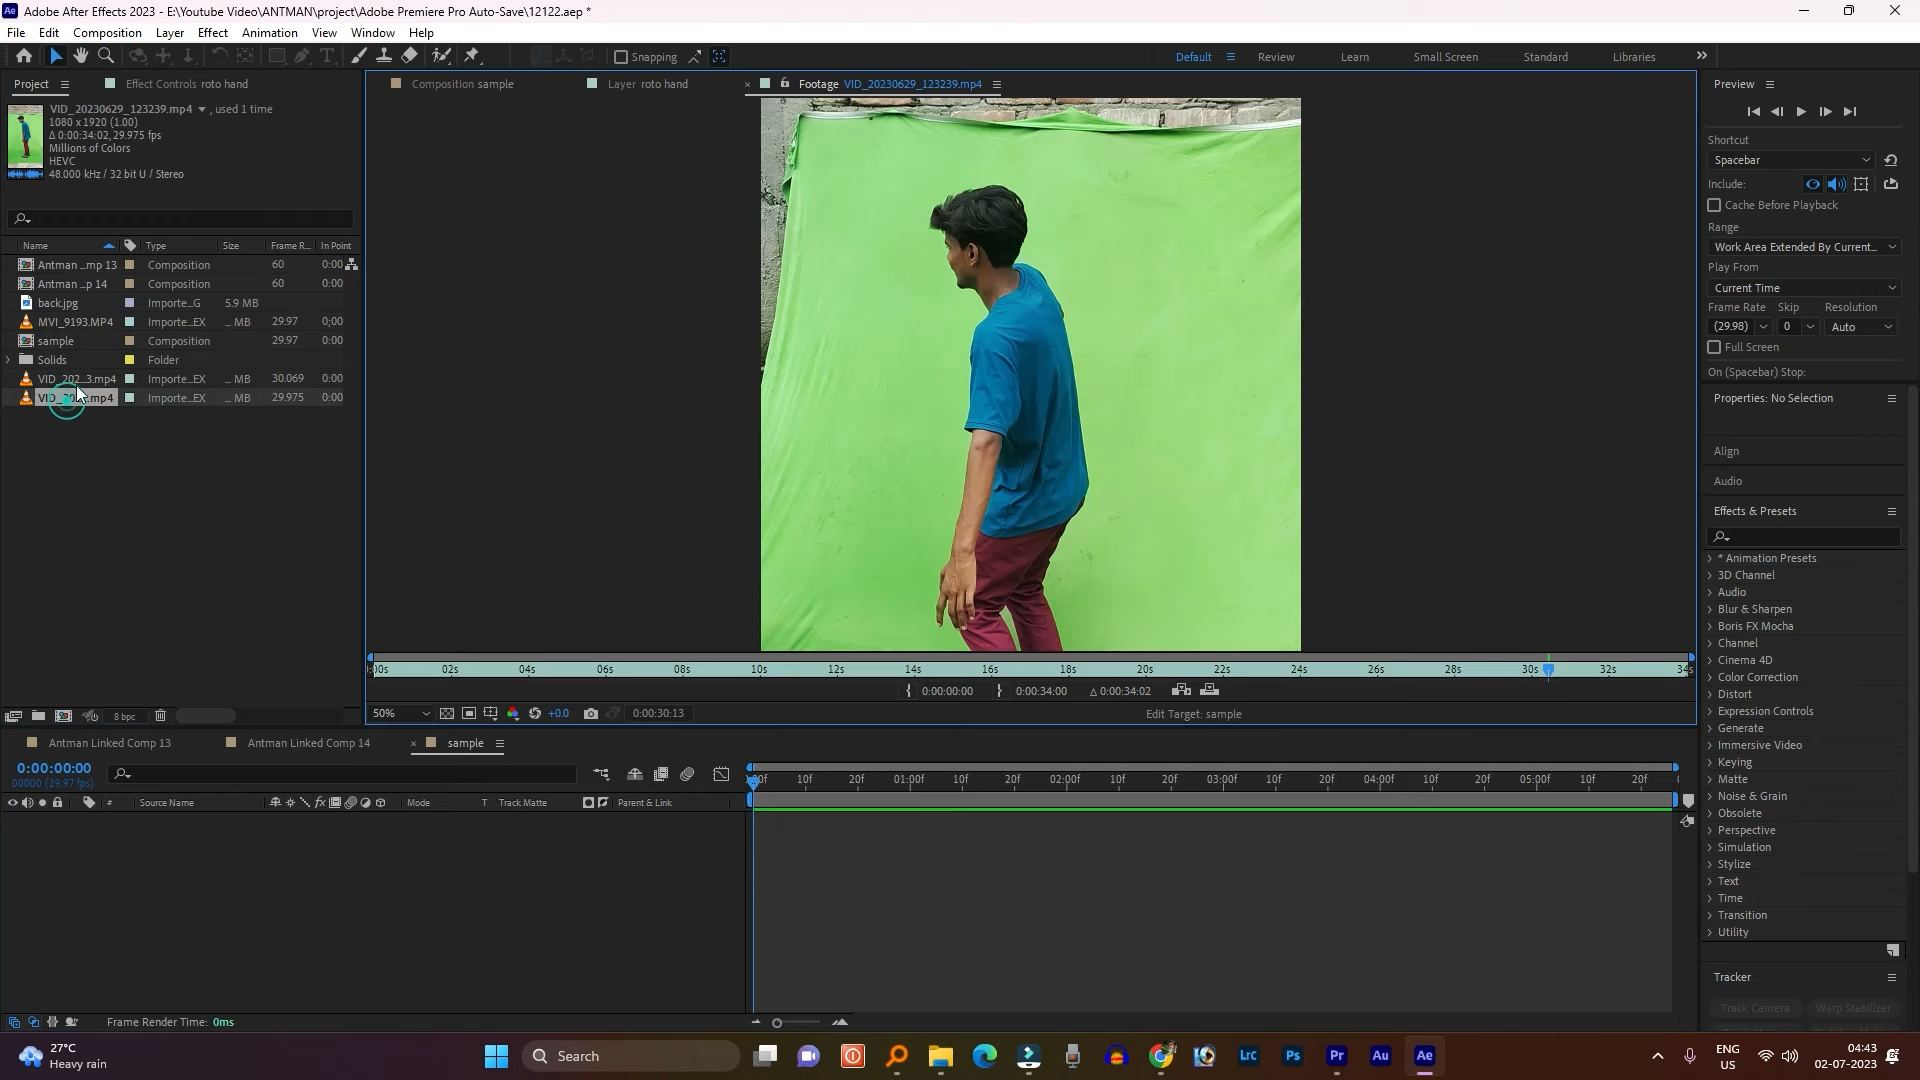 Adobe After Effects 2023 - E:\Youtube Video\ANTMAN\project\Adobe Premiere Pro Auto-Save\12122.aep *
File Edit Composition Layer Effect Animation View Window Help
Snapping Default Review Learn Small Screen Standard Libraries
Project Effect Controls roto hand Composition sample Layer roto hand Footage VID_20230629_123239.mp4 Preview
VID_20230629_123239.mp4 , used 1 time
1080 x 1920 (1.00)
Δ 0:00:34:02, 29.975 fps
Millions of Colors
HEVC
48.000 kHz / 32 bit U / Stereo
Name Type Size Frame R... In Point
Antman ...mp 13 Composition 60 0:00
Antman ...p 14 Composition 60 0:00
back.jpg Importe...G 5.9 MB
MVI_9193.MP4 Importe...EX ... MB 29.97 0;00
sample Composition 29.97 0:00
Solids Folder
VID_202...3.mp4 Importe...EX ... MB 30.069 0:00
.mp4 Importe...EX ... MB 29.975 0:00
8 bpc
02s 04s 06s 08s 10s 12s 14s 16s 18s 20s 22s 24s 26s 28s 30s 32s
0:00:00:00 0:00:34:00 Δ 0:00:34:02
50% +0.0 0:00:30:13 Edit Target: sample
Shortcut
Spacebar
Include:
Cache Before Playback
Range
Work Area Extended By Current...
Play From
Current Time
Frame Rate Skip Resolution
(29.98) 0 Auto
Full Screen
On (Spacebar) Stop:
Properties: No Selection
Align
Audio
Effects & Presets
* Animation Presets
3D Channel
Audio
Blur & Sharpen
Boris FX Mocha
Channel
Cinema 4D
Color Correction
Distort
Expression Controls
Generate
Immersive Video
Keying
Matte
Noise & Grain
Obsolete
Perspective
Simulation
Stylize
Text
Time
Transition
Utility
Tracker
Track Camera Warp Stabilizer
Antman Linked Comp 13 Antman Linked Comp 14 sample
0:00:00:00
00000 (29.97 fps)
10f 20f 01:00f 10f 20f 02:00f 10f 20f 03:00f 10f 20f 04:00f 10f 20f 05:00f 10f 20f
# Source Name Mode T Track Matte Parent & Link
Frame Render Time: 0ms
27°C
Heavy rain
Search
Lrc Ps Pr Au Ae
ENG
US
04:43
02-07-2023